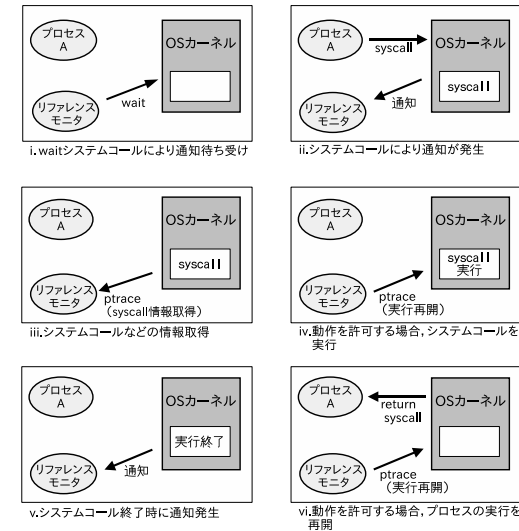 プロセス
A
OSカーネル
リファレンス
モニタ
wait
i.waitシステムコールにより通知待ち受け
プロセス
A
syscall
OSカーネル
syscall
通知
リファレンス
モニタ
ii.システムコールにより通知が発生
プロセス
A
OSカーネル
syscall
リファレンス
モニタ
ptrace
(syscall情報取得)
iii.システムコールなどの情報取得
プロセス
A
OSカーネル
syscall
実行
リファレンス
モニタ
ptrace
(実行再開)
iv.動作を許可する場合,システムコールを
実行
プロセス
A
OSカーネル
実行終了
リファレンス
モニタ
通知
v.システムコール終了時に通知発生
プロセス
A
return
syscall
OSカーネル
リファレンス
モニタ
ptrace
(実行再開)
vi.動作を許可する場合,プロセスの実行を
再開